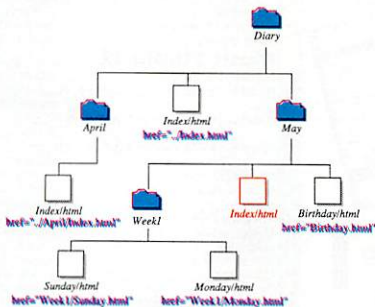 Diary
April
Index/html
href="../Index.html"
May
Index/html
href="../April/Index.html"
Week1
Index/html
Birthday/html
href="Birthday.html"
Sunday/html
href="Week1/Sunday.html"
Monday/html
href="Week1/Monday.html"